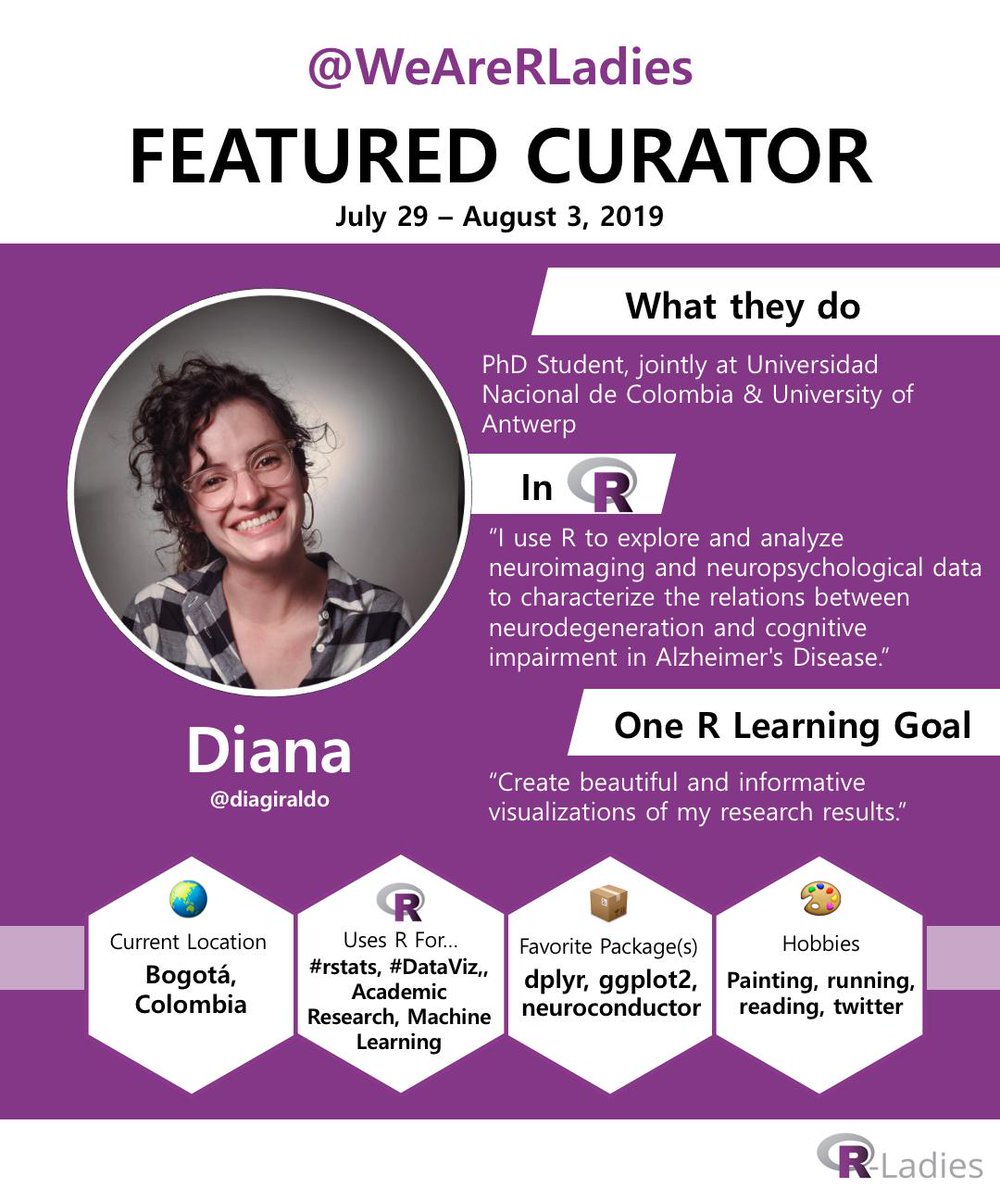 @WeAreRLadies
FEATURED CURATOR
July 29 – August 3, 2019
What they do
PhD Student, jointly at Universidad
Nacional de Colombia & University of
Antwerp
In R
“I use R to explore and analyze
neuroimaging and neuropsychological data
to characterize the relations between
neurodegeneration and cognitive
impairment in Alzheimer's Disease.”
Diana
@diagiraldo
One R Learning Goal
“Create beautiful and informative
visualizations of my research results.”
Current Location
Bogotá,
Colombia
R
Uses R For...
#rstats, #DataViz,,
Academic
Research, Machine
Learning
Favorite Package(s)
dplyr, ggplot2,
neuroconductor
Hobbies
Painting, running,
reading, twitter
R-Ladies